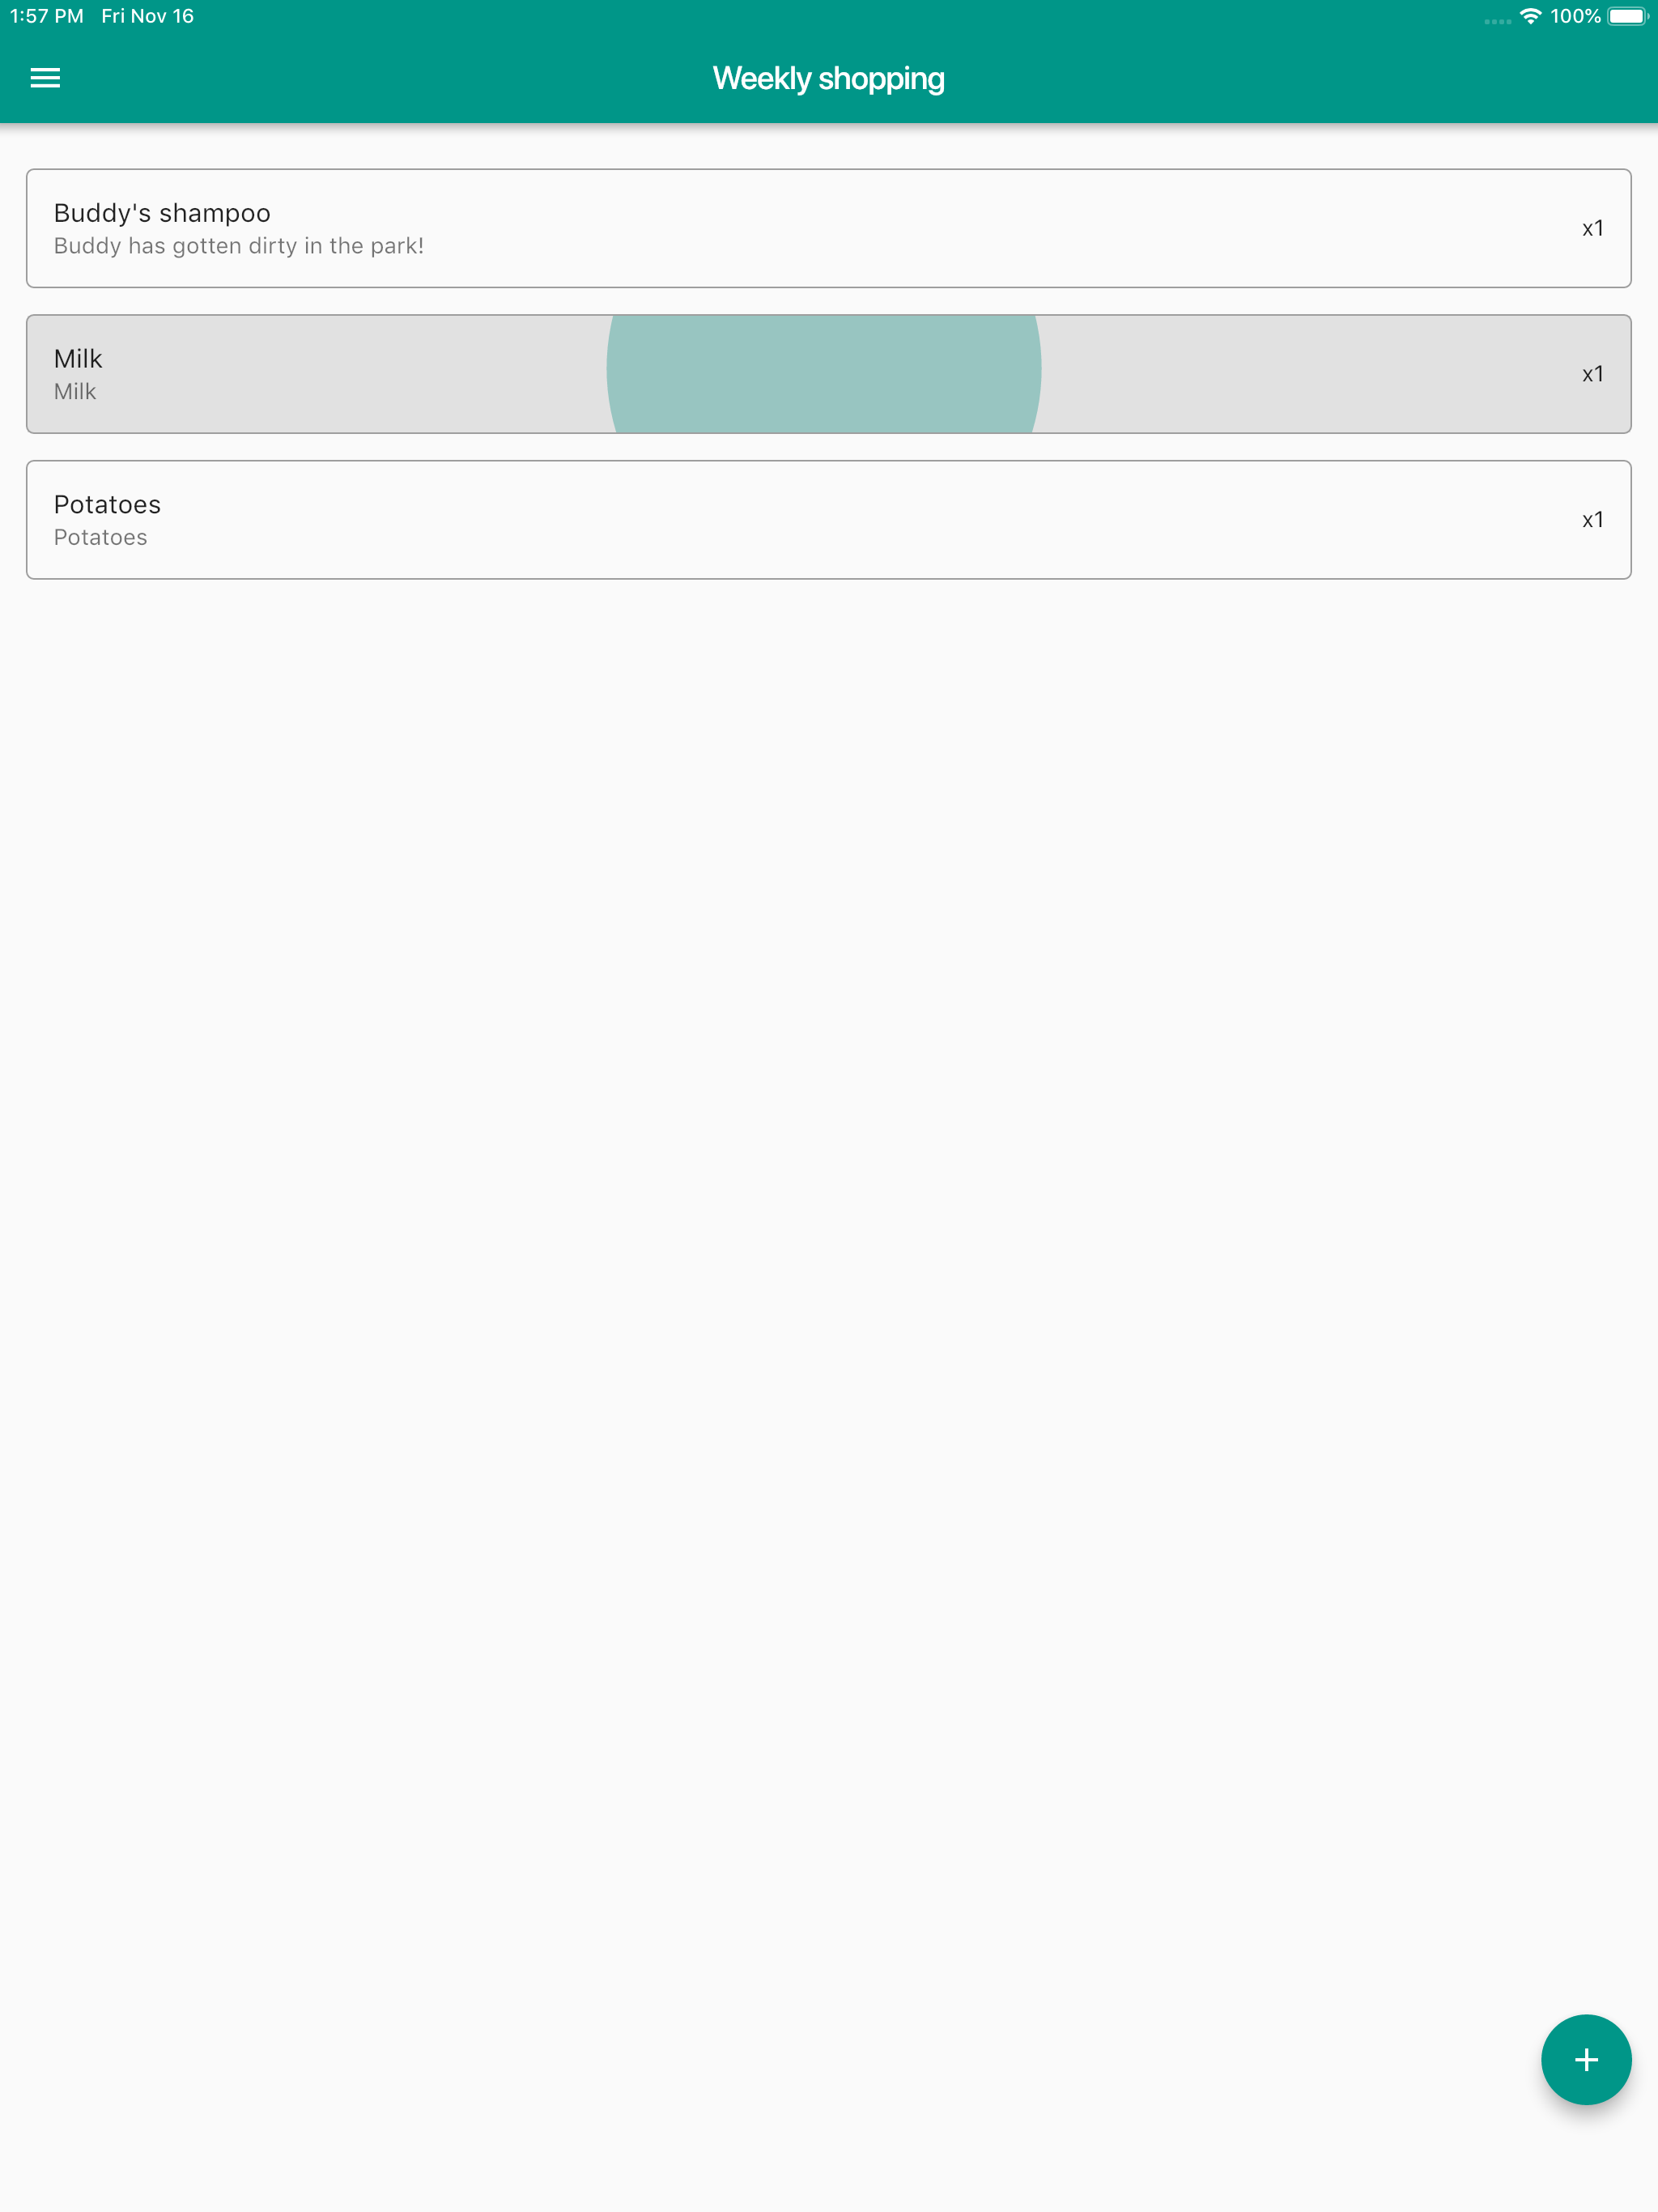 1:57 PM Fri Nov 16 100%
Weekly shopping
Buddy's shampoo
Buddy has gotten dirty in the park!
x1
Milk
Milk
x1
Potatoes
Potatoes
x1